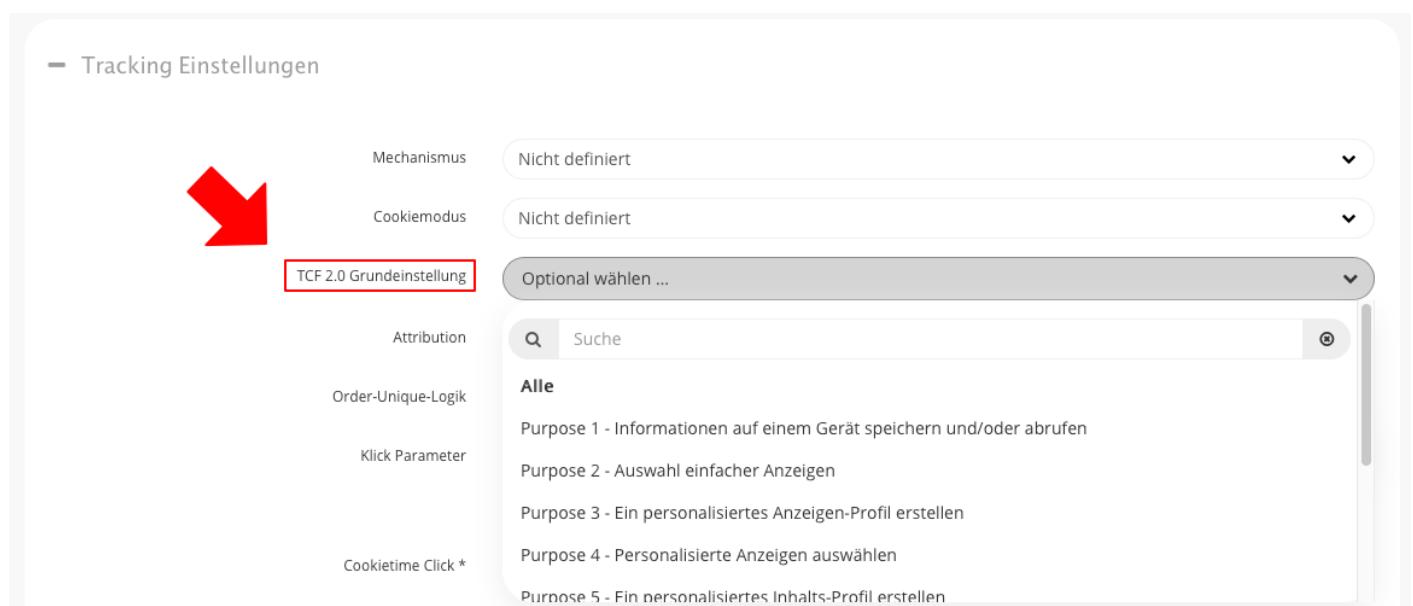 Tracking Einstellungen
Mechanismus Nicht definiert
Cookiemodus Nicht definiert
TCF 2.0 Grundeinstellung Optional wählen ...
Attribution Suche
Alle
Order-Unique-Logik
Purpose 1 - Informationen auf einem Gerät speichern und/oder abrufen
Klick Parameter
Purpose 2 - Auswahl einfacher Anzeigen
Purpose 3 - Ein personalisiertes Anzeigen-Profil erstellen
Purpose 4 - Personalisierte Anzeigen auswählen
Cookietime Click *
Purpose 5 - Ein personalisiertes Inhalts-Profil erstellen